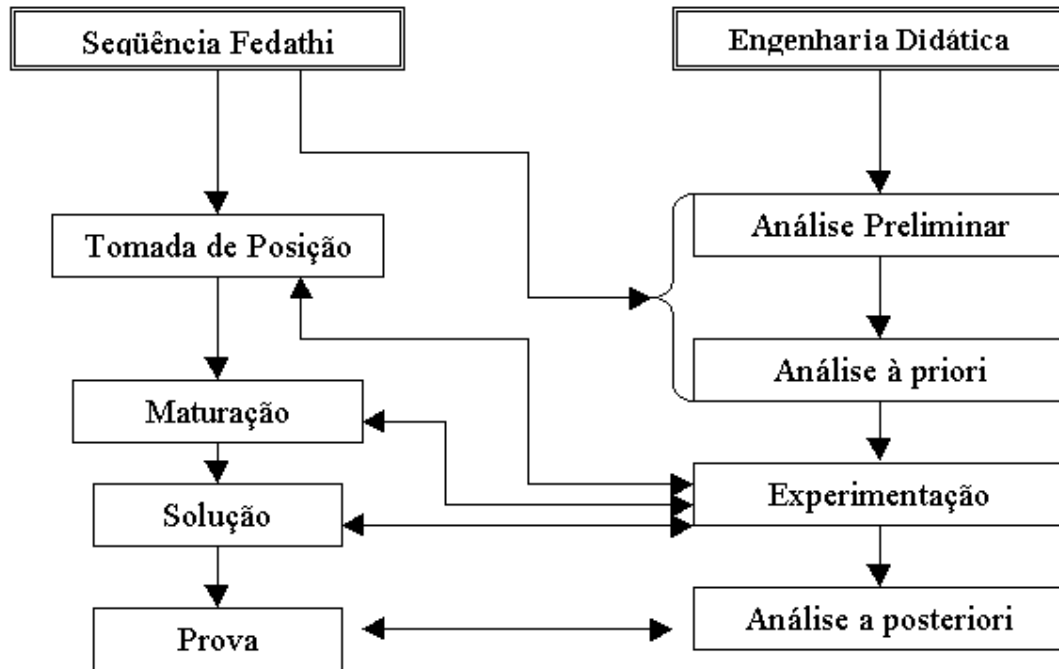 Seqüência Fedathi
Engenharia Didática
Tomada de Posição
Análise Preliminar
Análise à priori
Maturação
Experimentação
Solução
Análise a posteriori
Prova